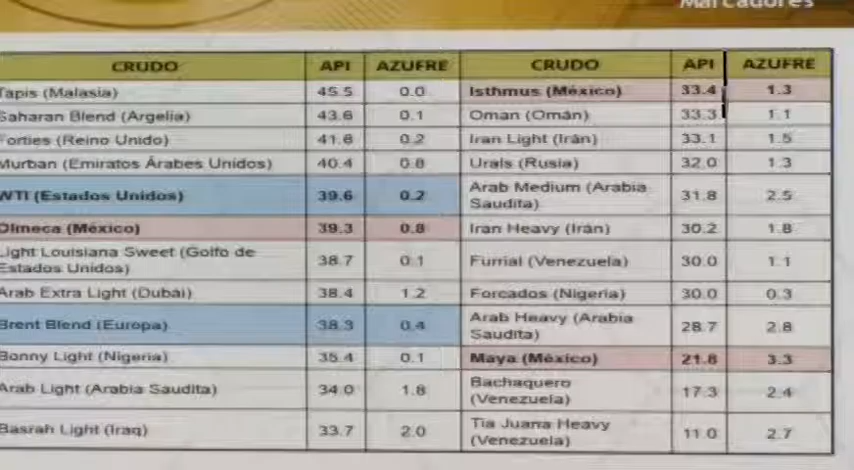 Marcadores
CRUDO API AZUFRE CRUDO API AZUFRE
Tapis (Malasia) 45.5 0.0 Isthmus (México) 33.4 1.3
Saharan Blend (Argelia) 43.6 0.1 Oman (Omán) 33.3 1.1
Forties (Reino Unido) 41.6 0.2 Iran Light (Irán) 33.1 1.5
Murban (Emiratos Árabes Unidos) 40.4 0.8 Urals (Rusia) 32.0 1.3
WTI (Estados Unidos) 39.6 0.2 Arab Medium (Arabia
Saudita) 31.8 2.5
Olmeca (México) 39.3 0.8 Iran Heavy (Irán) 30.2 1.8
Light Louisiana Sweet (Golfo de
Estados Unidos) 38.7 0.1 Furrial (Venezuela) 30.0 1.1
Arab Extra Light (Dubái) 38.4 1.2 Forcados (Nigeria) 30.0 0.3
Brent Blend (Europa) 38.3 0.4 Arab Heavy (Arabia
Saudita) 28.7 2.8
Bonny Light (Nigeria) 35.4 0.1 Maya (México) 21.8 3.3
Arab Light (Arabia Saudita) 34.0 1.8 Bachaquero
(Venezuela) 17.3 2.4
Basrah Light (Iraq) 33.7 2.0 Tia Juana Heavy
(Venezuela) 11.0 2.7